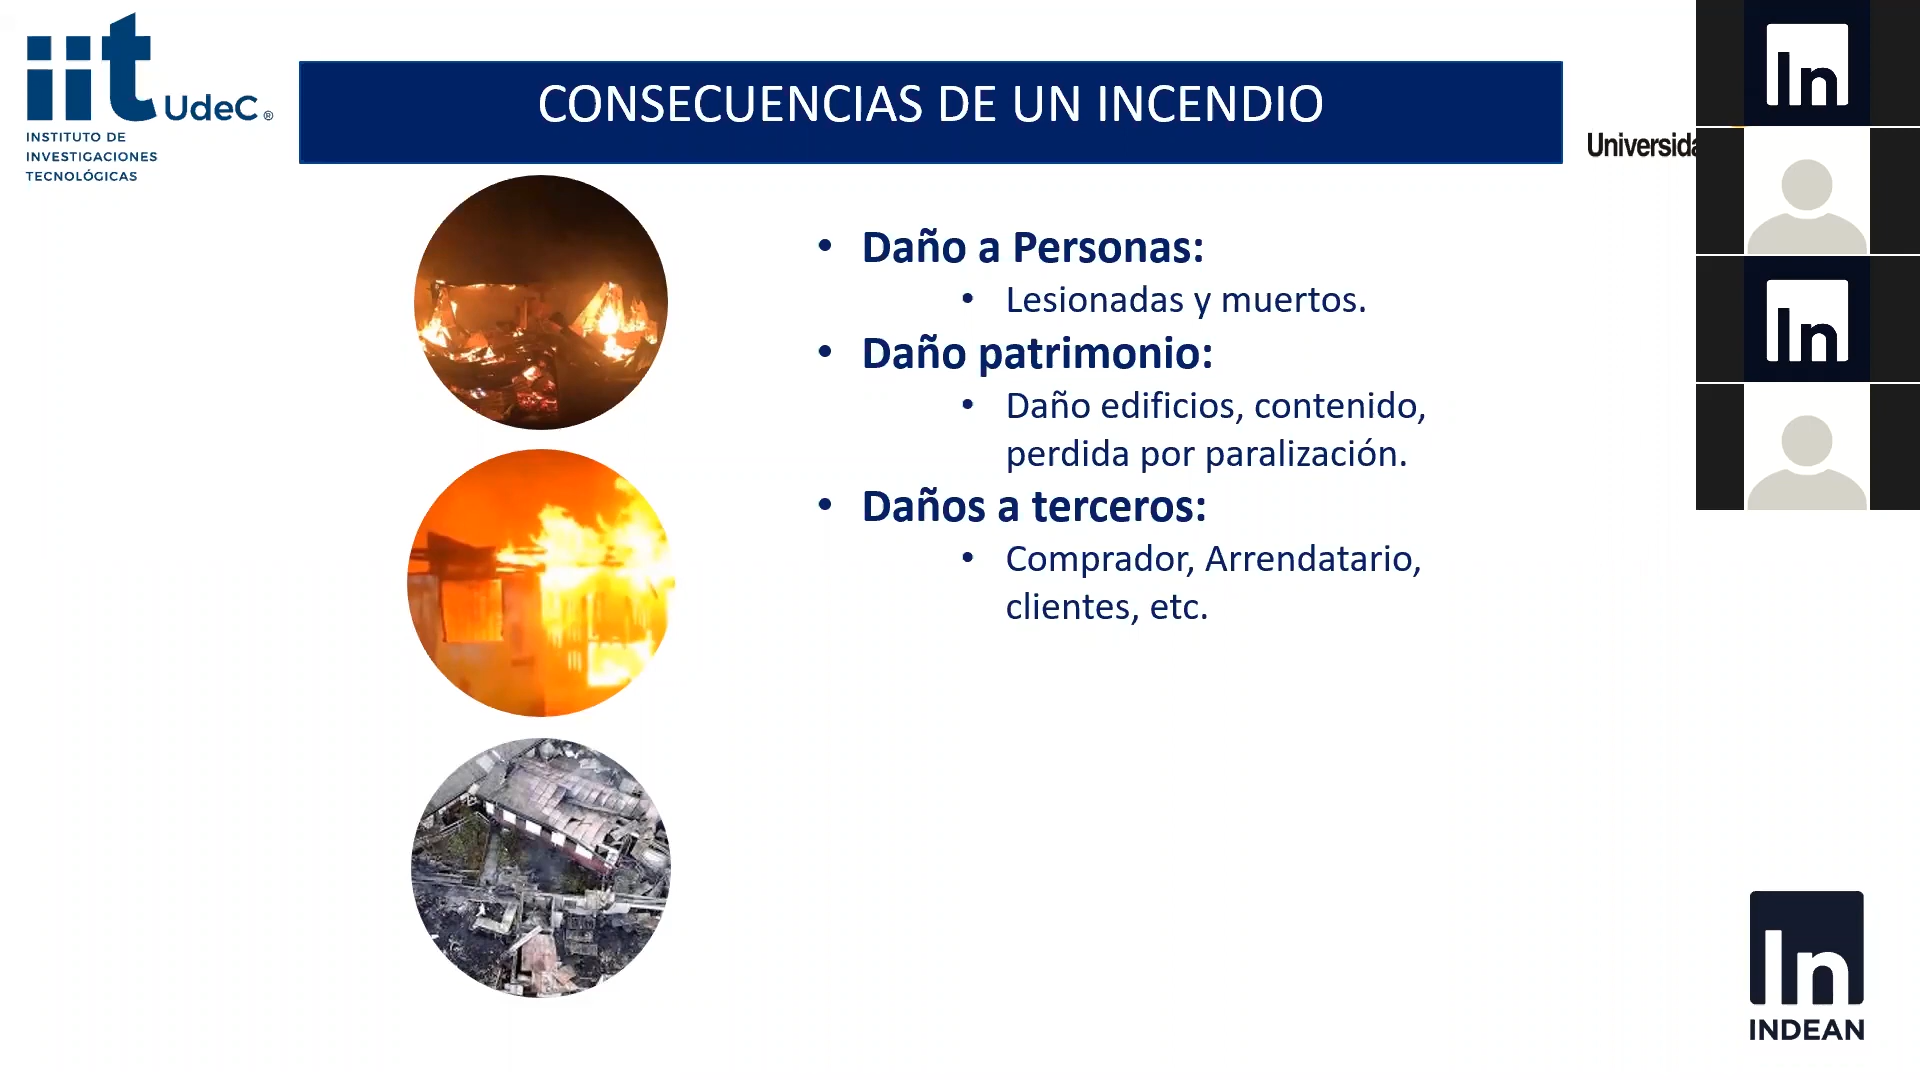 iit UdeC®
INSTITUTO DE
INVESTIGACIONES
TECNOLÓGICAS
CONSECUENCIAS DE UN INCENDIO
Universida
• Daño a Personas:
• Lesionadas y muertos.
• Daño patrimonio:
• Daño edificios, contenido,
perdida por paralización.
• Daños a terceros:
• Comprador, Arrendatario,
clientes, etc.
In
In
In
INDEAN